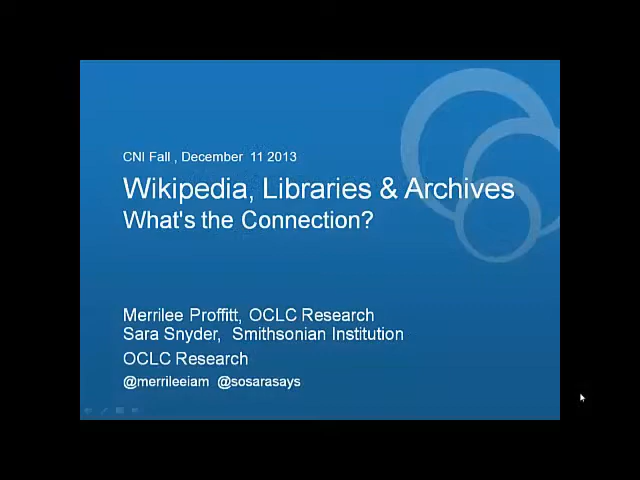 CNI Fall , December 11 2013
Wikipedia, Libraries & Archives
What's the Connection?
Merrilee Proffitt, OCLC Research
Sara Snyder, Smithsonian Institution
OCLC Research
@merrileeiam @sosarasays